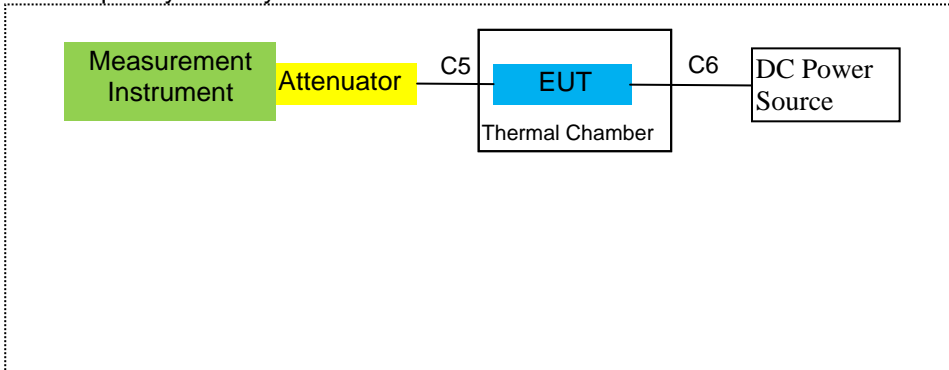 Measurement
Instrument
Attenuator
C5
EUT
Thermal Chamber
C6
DC Power
Source